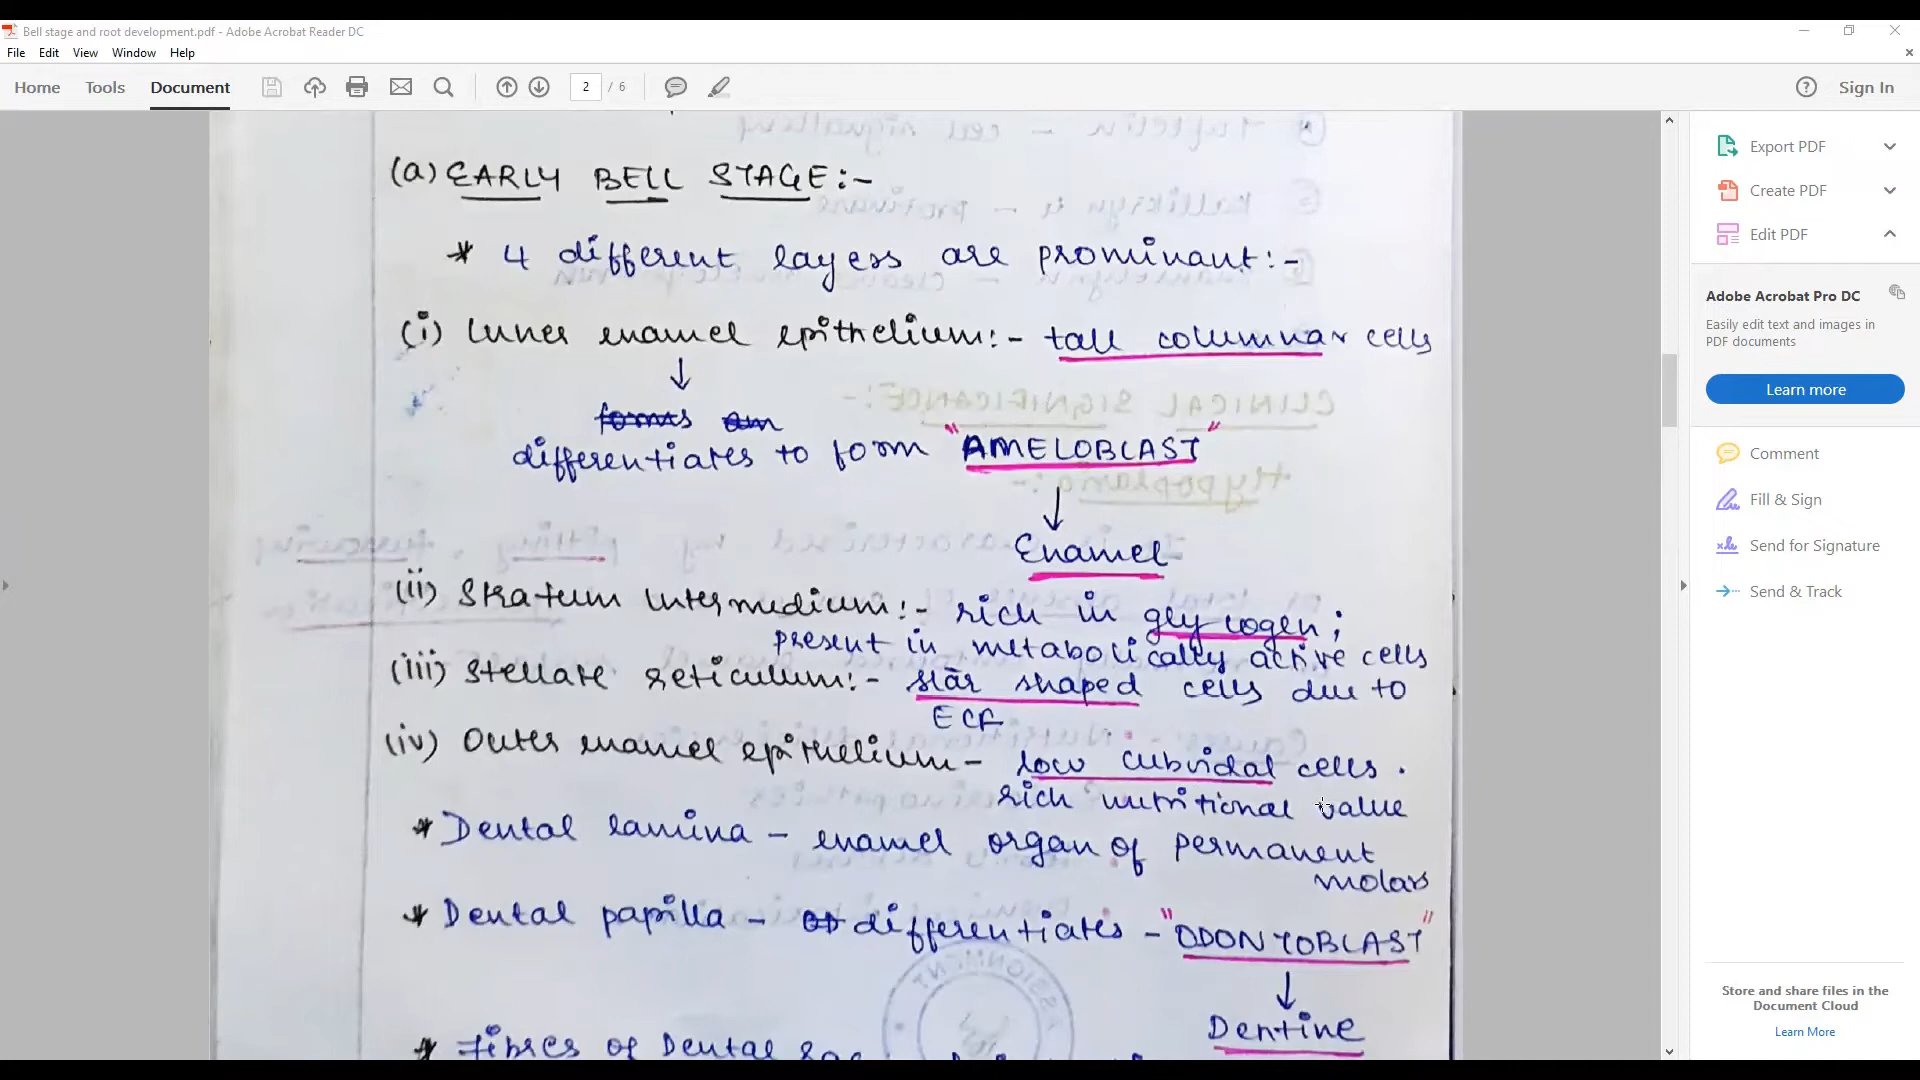 Bell stage and root development.pdf - Adobe Acrobat Reader DC
File Edit View Window Help
Home Tools Document 2 / 6 Sign In
(a) EARLY BELL STAGE:-
* 4 different layers are prominant:-
(i) Inner enamel epithelium:- tall columnar cells
↓
differentiates to form "AMELOBLAST"
↓
Enamel
(ii) Stratum Intermedium:- rich in glycogen;
present in metabolically active cells
(iii) Stellate reticulum:- star shaped cells due to
ECF
(iv) Outer enamel epithelium- low cuboidal cells.
rich nutritional value
* Dental lamina - enamel organ of permanent
molars
* Dental papilla - differentiates - "ODONTOBLAST"
↓
Dentine
* Fibres of Dental Sac
Export PDF
Create PDF
Edit PDF
Adobe Acrobat Pro DC
Easily edit text and images in
PDF documents
Learn more
Comment
Fill & Sign
Send for Signature
Send & Track
Store and share files in the
Document Cloud
Learn More